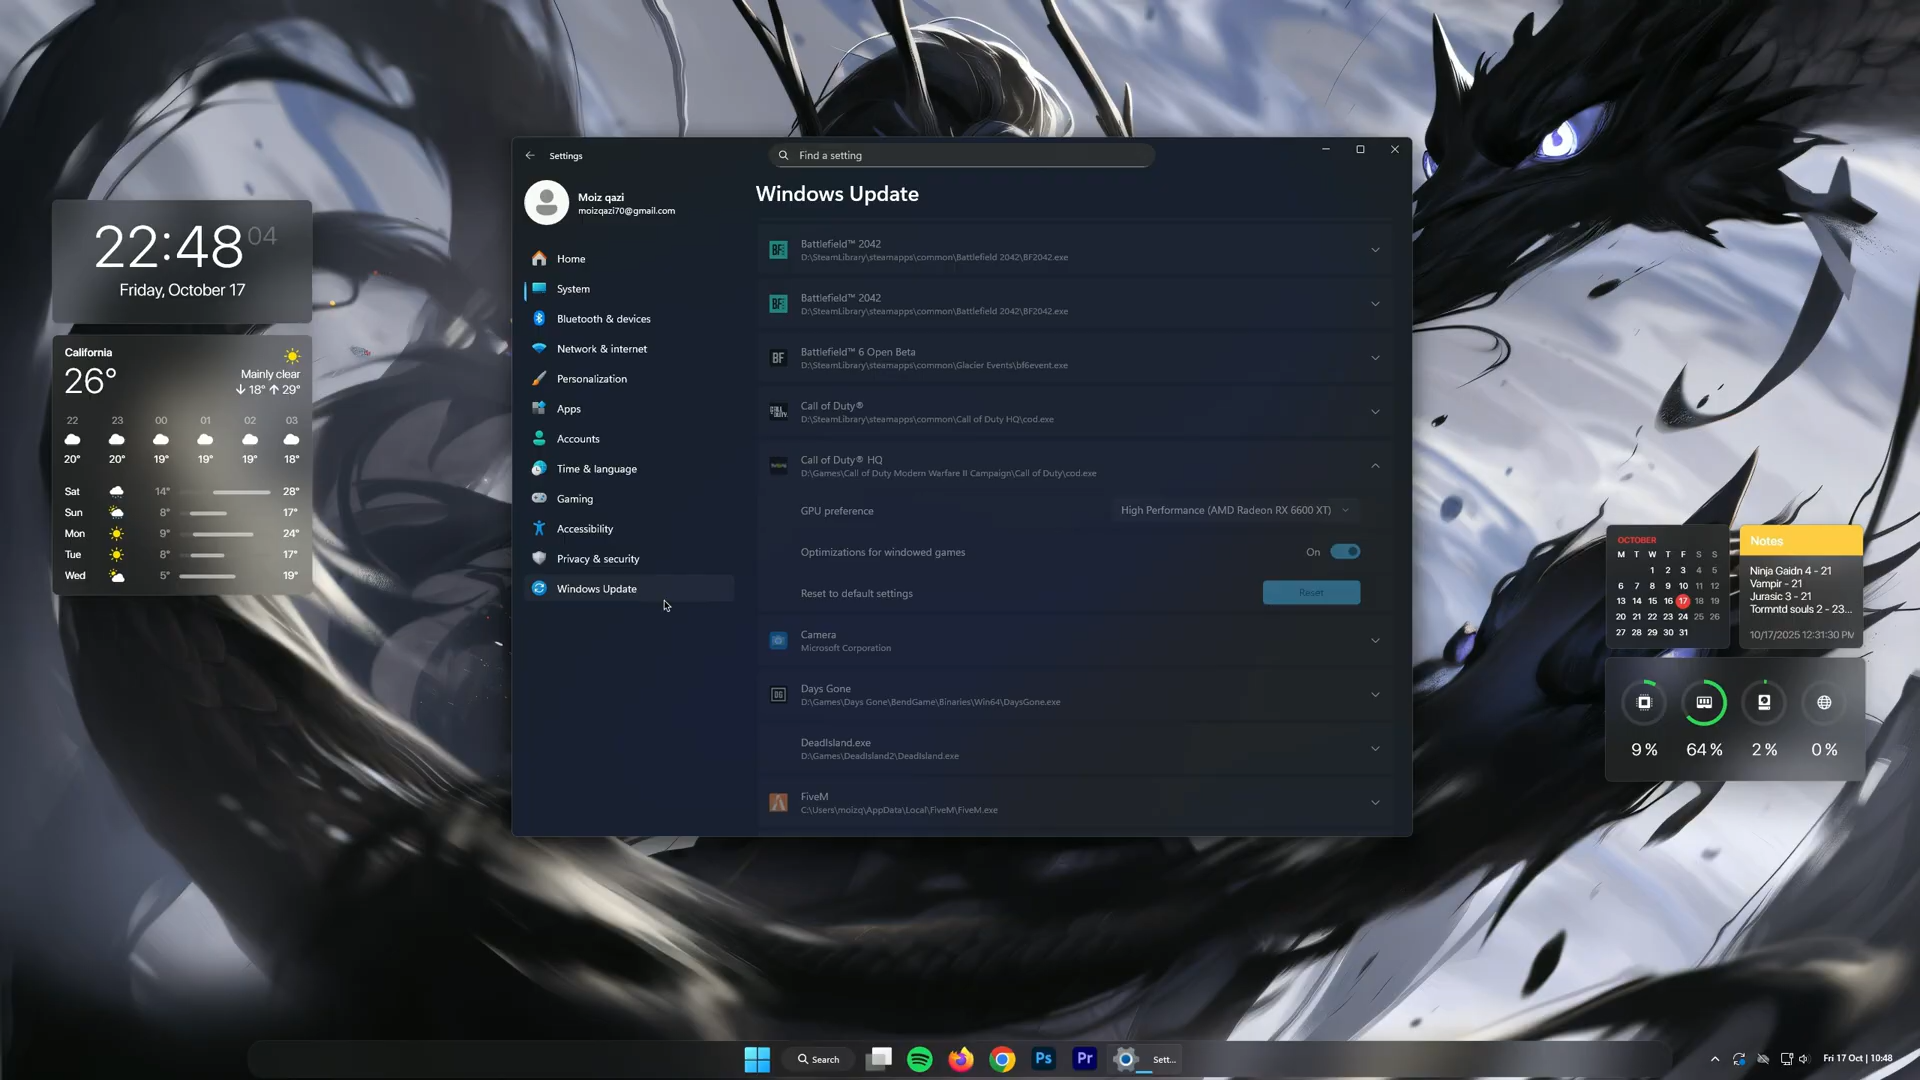 Settings
Find a setting
Moiz qazi
moizqazi70@gmail.com
Home
System
Bluetooth & devices
Network & internet
Personalization
Apps
Accounts
Time & language
Gaming
Accessibility
Privacy & security
Windows Update
Windows Update
Battlefield™ 2042
D:\SteamLibrary\steamapps\common\Battlefield 2042\BF2042.exe
Battlefield™ 2042
D:\SteamLibrary\steamapps\common\Battlefield 2042\BF2042.exe
BF
Battlefield™ 6 Open Beta
D:\SteamLibrary\steamapps\common\Glacier Events\bf6event.exe
Call of Duty®
D:\SteamLibrary\steamapps\common\Call of Duty HQ\cod.exe
Call of Duty® HQ
D:\Games\Call of Duty Modern Warfare II Campaign\Call of Duty\cod.exe
GPU preference
High Performance (AMD Radeon RX 6600 XT)
Optimizations for windowed games
On
Reset to default settings
Reset
Camera
Microsoft Corporation
DG
Days Gone
D:\Games\Days Gone\BendGame\Binaries\Win64\DaysGone.exe
DeadIsland.exe
D:\Games\DeadIsland2\DeadIsland.exe
FiveM
C:\Users\moizq\AppData\Local\FiveM\FiveM.exe
22:48 04
Friday, October 17
California
26°
Mainly clear
↓ 18° ↑ 29°
22 23 00 01 02 03
20° 20° 19° 19° 19° 18°
Sat 14° 28°
Sun 8° 17°
Mon 9° 24°
Tue 8° 17°
Wed 5° 19°
OCTOBER
M T W T F S S
1 2 3 4 5
6 7 8 9 10 11 12
13 14 15 16 17 18 19
20 21 22 23 24 25 26
27 28 29 30 31
Notes
Ninja Gaidn 4 - 21
Vampir - 21
Jurasic 3 - 21
Tormntd souls 2 - 23...
10/17/2025 12:31:30 PM
9% 64% 2% 0%
Search
Ps
Pr
Sett...
Fri 17 Oct | 10:48